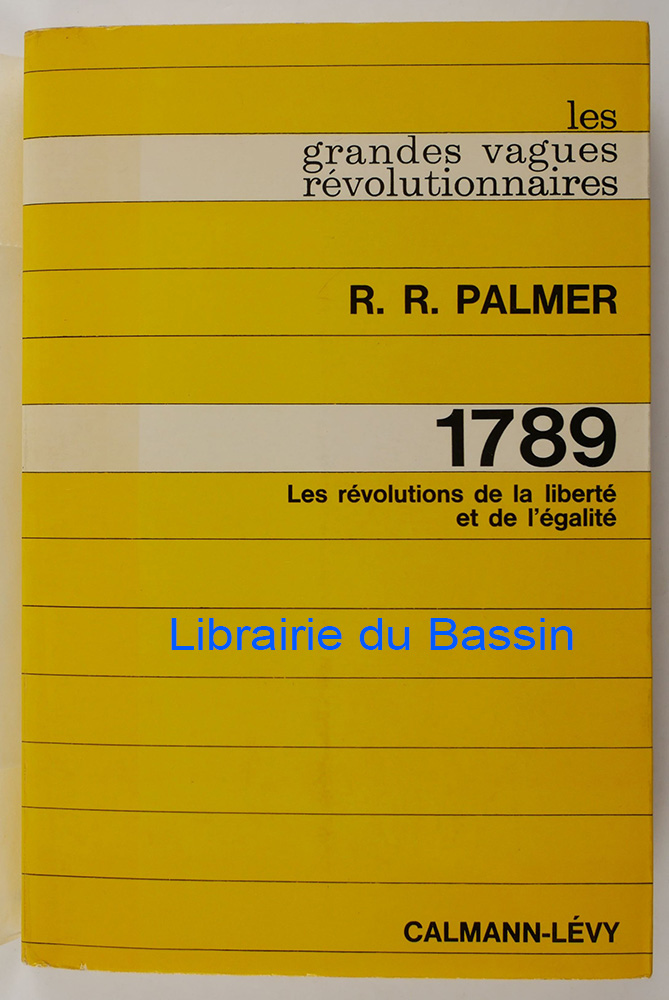 les
grandes vagues
révolutionnaires
R. R. PALMER
1789
Les révolutions de la liberté
et de l'égalité
Librairie du Bassin
CALMANN-LÉVY